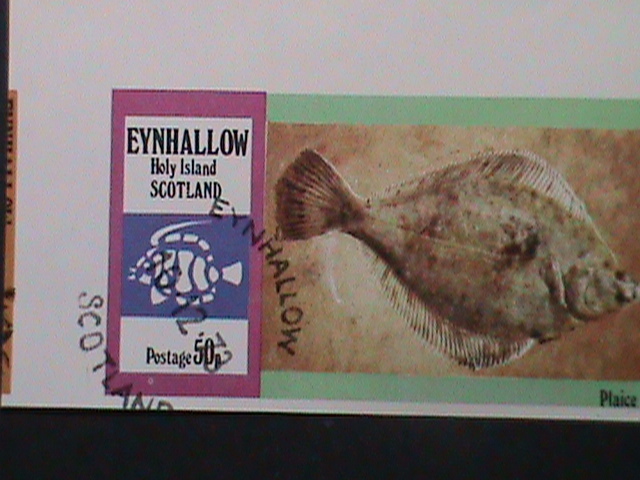 EYNHALLOW
Holy Island
SCOTLAND
Postage 50p
EYNHALLOW
SCOTLAND
Plaice